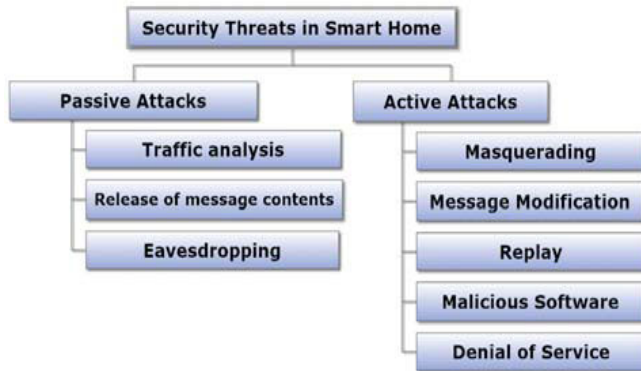 Security Threats in Smart Home
Passive Attacks
Traffic analysis
Release of message contents
Eavesdropping
Active Attacks
Masquerading
Message Modification
Replay
Malicious Software
Denial of Service